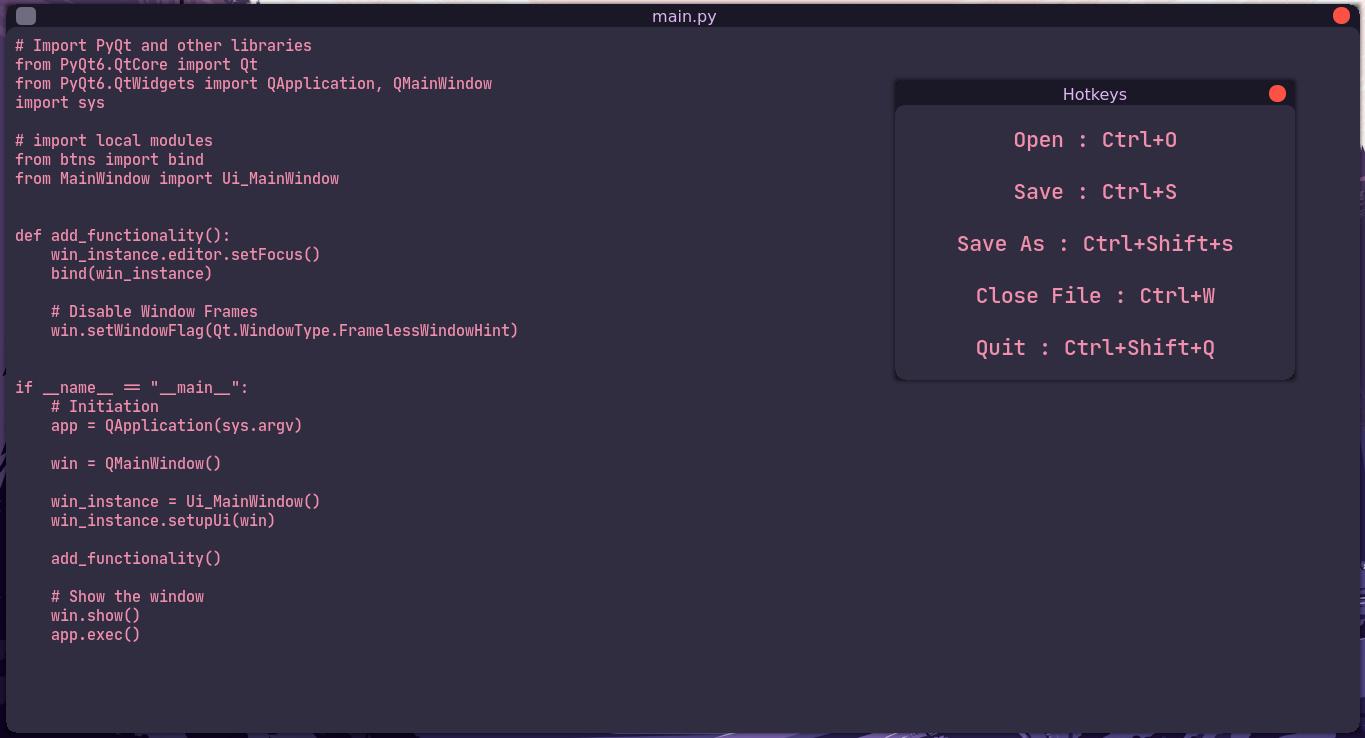 main.py
# Import PyQt and other libraries
from PyQt6.QtCore import Qt
from PyQt6.QtWidgets import QApplication, QMainWindow
import sys

# import local modules
from btns import bind
from MainWindow import Ui_MainWindow


def add_functionality():
    win_instance.editor.setFocus()
    bind(win_instance)

    # Disable Window Frames
    win.setWindowFlag(Qt.WindowType.FramelessWindowHint)


if __name__ == "__main__":
    # Initiation
    app = QApplication(sys.argv)

    win = QMainWindow()

    win_instance = Ui_MainWindow()
    win_instance.setupUi(win)

    add_functionality()

    # Show the window
    win.show()
    app.exec()

Hotkeys
Open : Ctrl+O
Save : Ctrl+S
Save As : Ctrl+Shift+s
Close File : Ctrl+W
Quit : Ctrl+Shift+Q